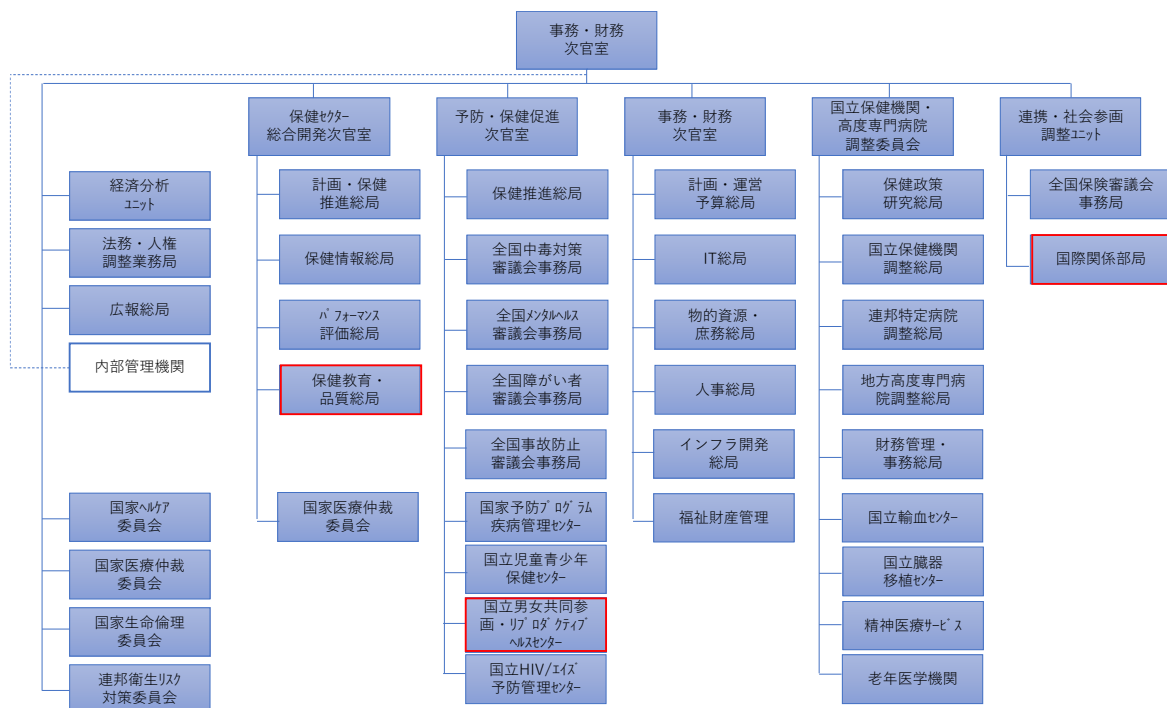 事務・財務
次官室
保健ｾｸﾀｰ
総合開発次官室
予防・保健促進
次官室
事務・財務
次官室
国立保健機関・
高度専門病院
調整委員会
連携・社会参画
調整ﾕﾆｯﾄ
経済分析
ﾕﾆｯﾄ
法務・人権
調整業務局
広報総局
内部管理機関
国家ﾍﾙｹｱ
委員会
国家医療仲裁
委員会
国家生命倫理
委員会
連邦衛生ﾘｽｸ
対策委員会
計画・保健
推進総局
保健情報総局
ﾊﾟﾌｫｰﾏﾝｽ
評価総局
保健教育・
品質総局
国家医療仲裁
委員会
保健推進総局
全国中毒対策
審議会事務局
全国ﾒﾝﾀﾙﾍﾙｽ
審議会事務局
全国障がい者
審議会事務局
全国事故防止
審議会事務局
国家予防ﾌﾟﾛｸﾞﾗﾑ
疾病管理センター
国立児童青少年
保健ｾﾝﾀｰ
国立男女共同参
画・ﾘﾌﾟﾛﾀﾞｸﾃｨﾌﾞ
ﾍﾙｽｾﾝﾀｰ
国立HIV/ｴｲｽﾞ
予防管理ｾﾝﾀｰ
計画・運営
予算総局
IT総局
物的資源・
庶務総局
人事総局
インフラ開発
総局
福祉財産管理
保健政策
研究総局
国立保健機関
調整総局
連邦特定病院
調整総局
地方高度専門病
院調整総局
財務管理・
事務総局
国立輸血ｾﾝﾀｰ
国立臓器
移植ｾﾝﾀｰ
精神医療サｰﾋﾞｽ
老年医学機関
全国保険審議会
事務局
国際関係部局